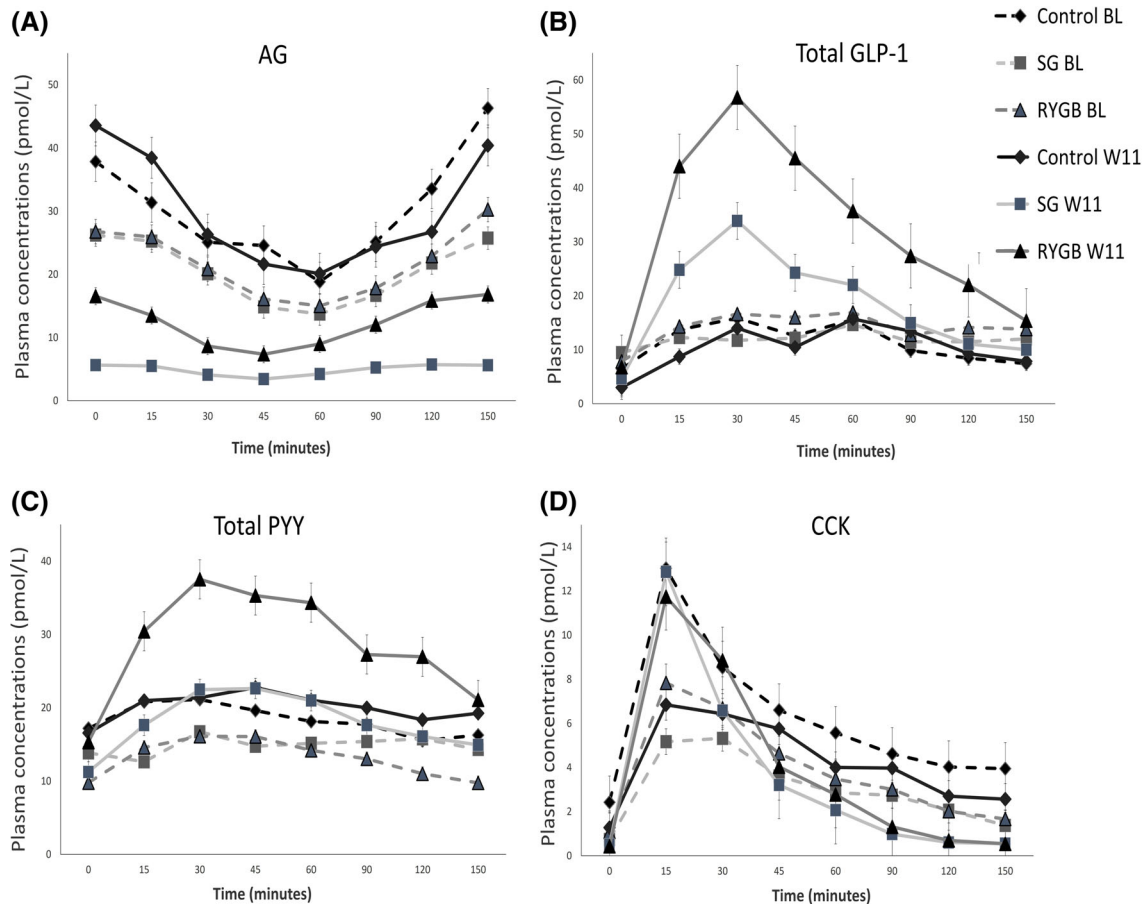 (A)
AG
Plasma concentrations (pmol/L)
50
40
30
20
10
0
0 15 30 45 60 90 120 150
Time (minutes)
(B)
Total GLP-1
Plasma concentrations (pmol/L)
60
50
40
30
20
10
0
0 15 30 45 60 90 120 150
Time (minutes)
Control BL
SG BL
RYGB BL
Control W11
SG W11
RYGB W11
(C)
Total PYY
Plasma concentrations (pmol/L)
40
30
20
10
0
0 15 30 45 60 90 120 150
Time (minutes)
(D)
CCK
Plasma concentrations (pmol/L)
14
12
10
8
6
4
2
0
0 15 30 45 60 90 120 150
Time (minutes)